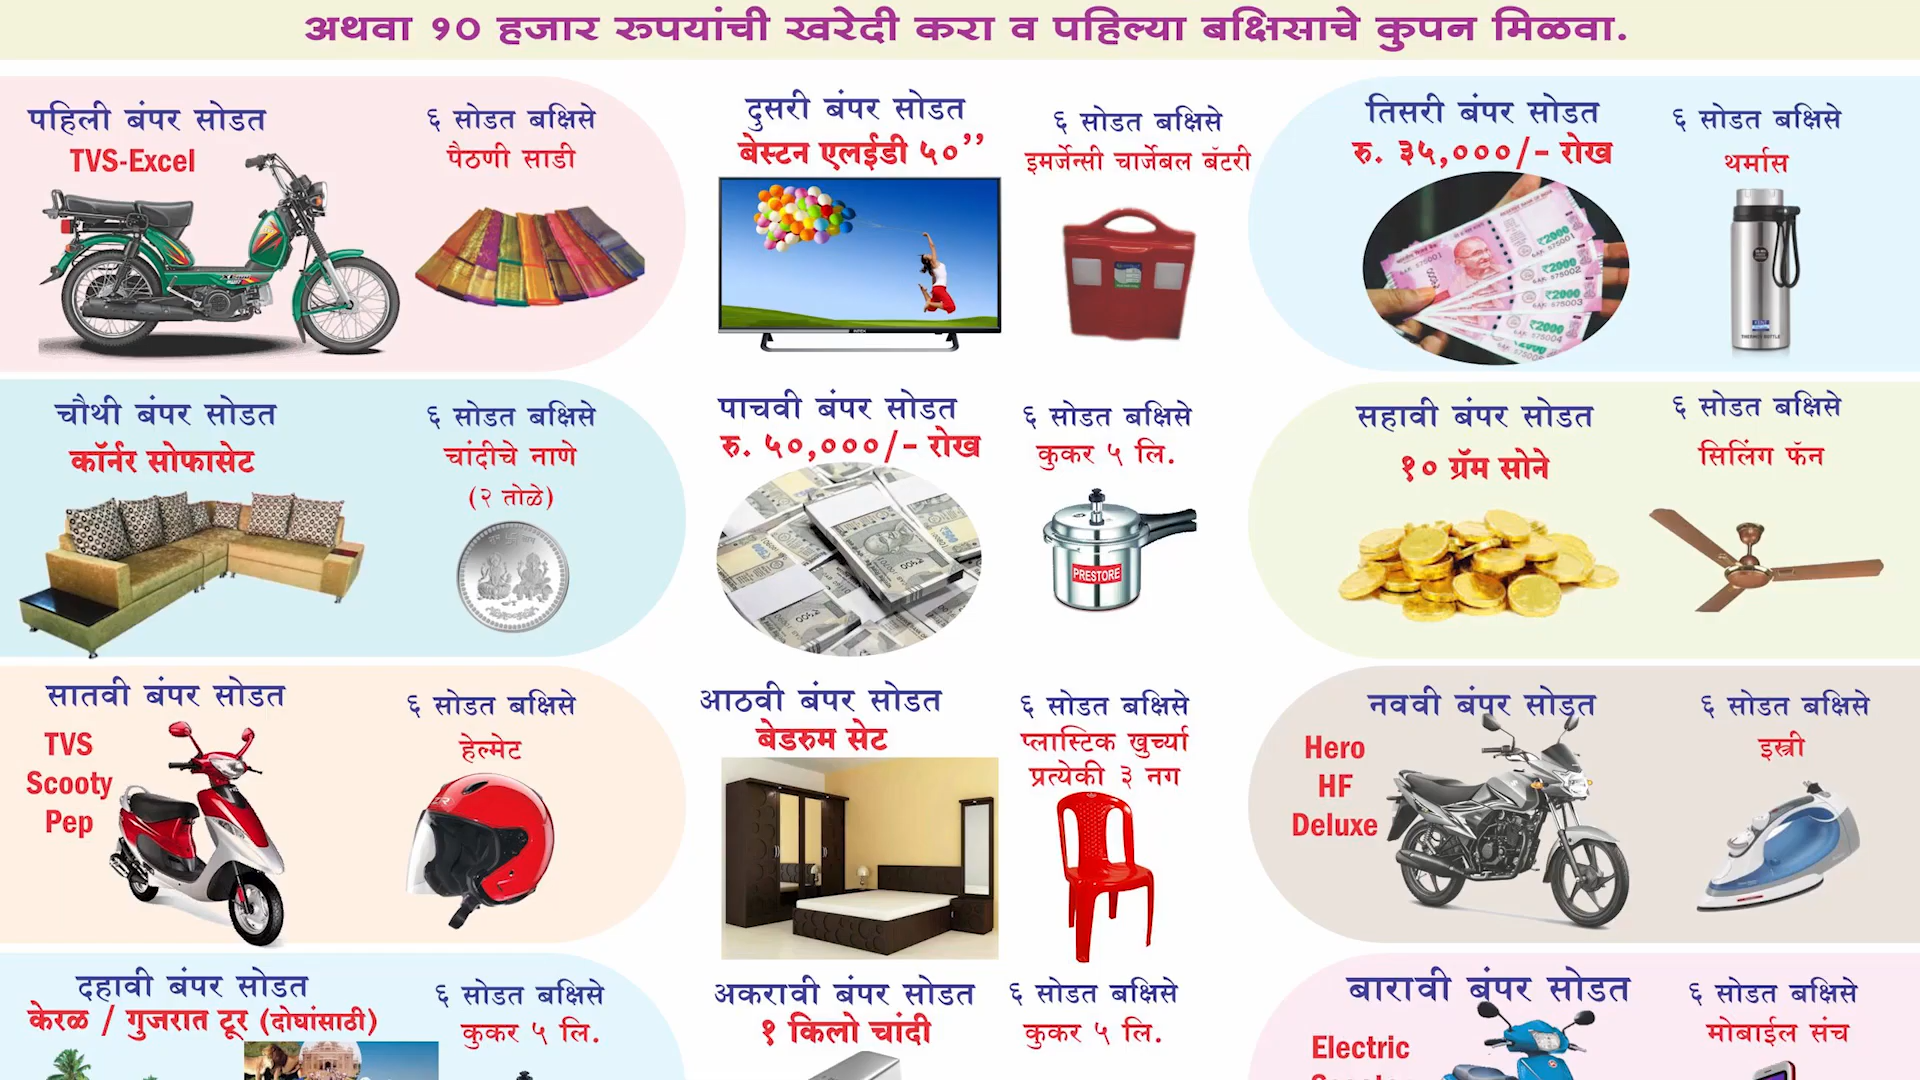 अथवा १० हजार रुपयांची खरेदी करा व पहिल्या बक्षिसाचे कुपन मिळवा.
पहिली बंपर सोडत
TVS-Excel
६ सोडत बक्षिसे
पैठणी साडी
दुसरी बंपर सोडत
बेस्टन एलईडी ५०’’
६ सोडत बक्षिसे
इमर्जेन्सी चार्जेबल बॅटरी
तिसरी बंपर सोडत
रु. ३५,०००/- रोख
६ सोडत बक्षिसे
थर्मास
चौथी बंपर सोडत
कॉर्नर सोफासेट
६ सोडत बक्षिसे
चांदीचे नाणे
(२ तोळे)
पाचवी बंपर सोडत
रु. ५०,०००/- रोख
६ सोडत बक्षिसे
कुकर ५ लि.
PRESTORE
सहावी बंपर सोडत
१० ग्रॅम सोने
६ सोडत बक्षिसे
सिलिंग फॅन
सातवी बंपर सोडत
TVS
Scooty
Pep
६ सोडत बक्षिसे
हेल्मेट
आठवी बंपर सोडत
बेडरुम सेट
६ सोडत बक्षिसे
प्लास्टिक खुर्च्या
प्रत्येकी ३ नग
नववी बंपर सोडत
Hero
HF
Deluxe
६ सोडत बक्षिसे
इस्त्री
दहावी बंपर सोडत
केरळ / गुजरात टूर (दोघांसाठी)
६ सोडत बक्षिसे
कुकर ५ लि.
अकरावी बंपर सोडत
१ किलो चांदी
६ सोडत बक्षिसे
कुकर ५ लि.
बारावी बंपर सोडत
Electric
६ सोडत बक्षिसे
मोबाईल संच